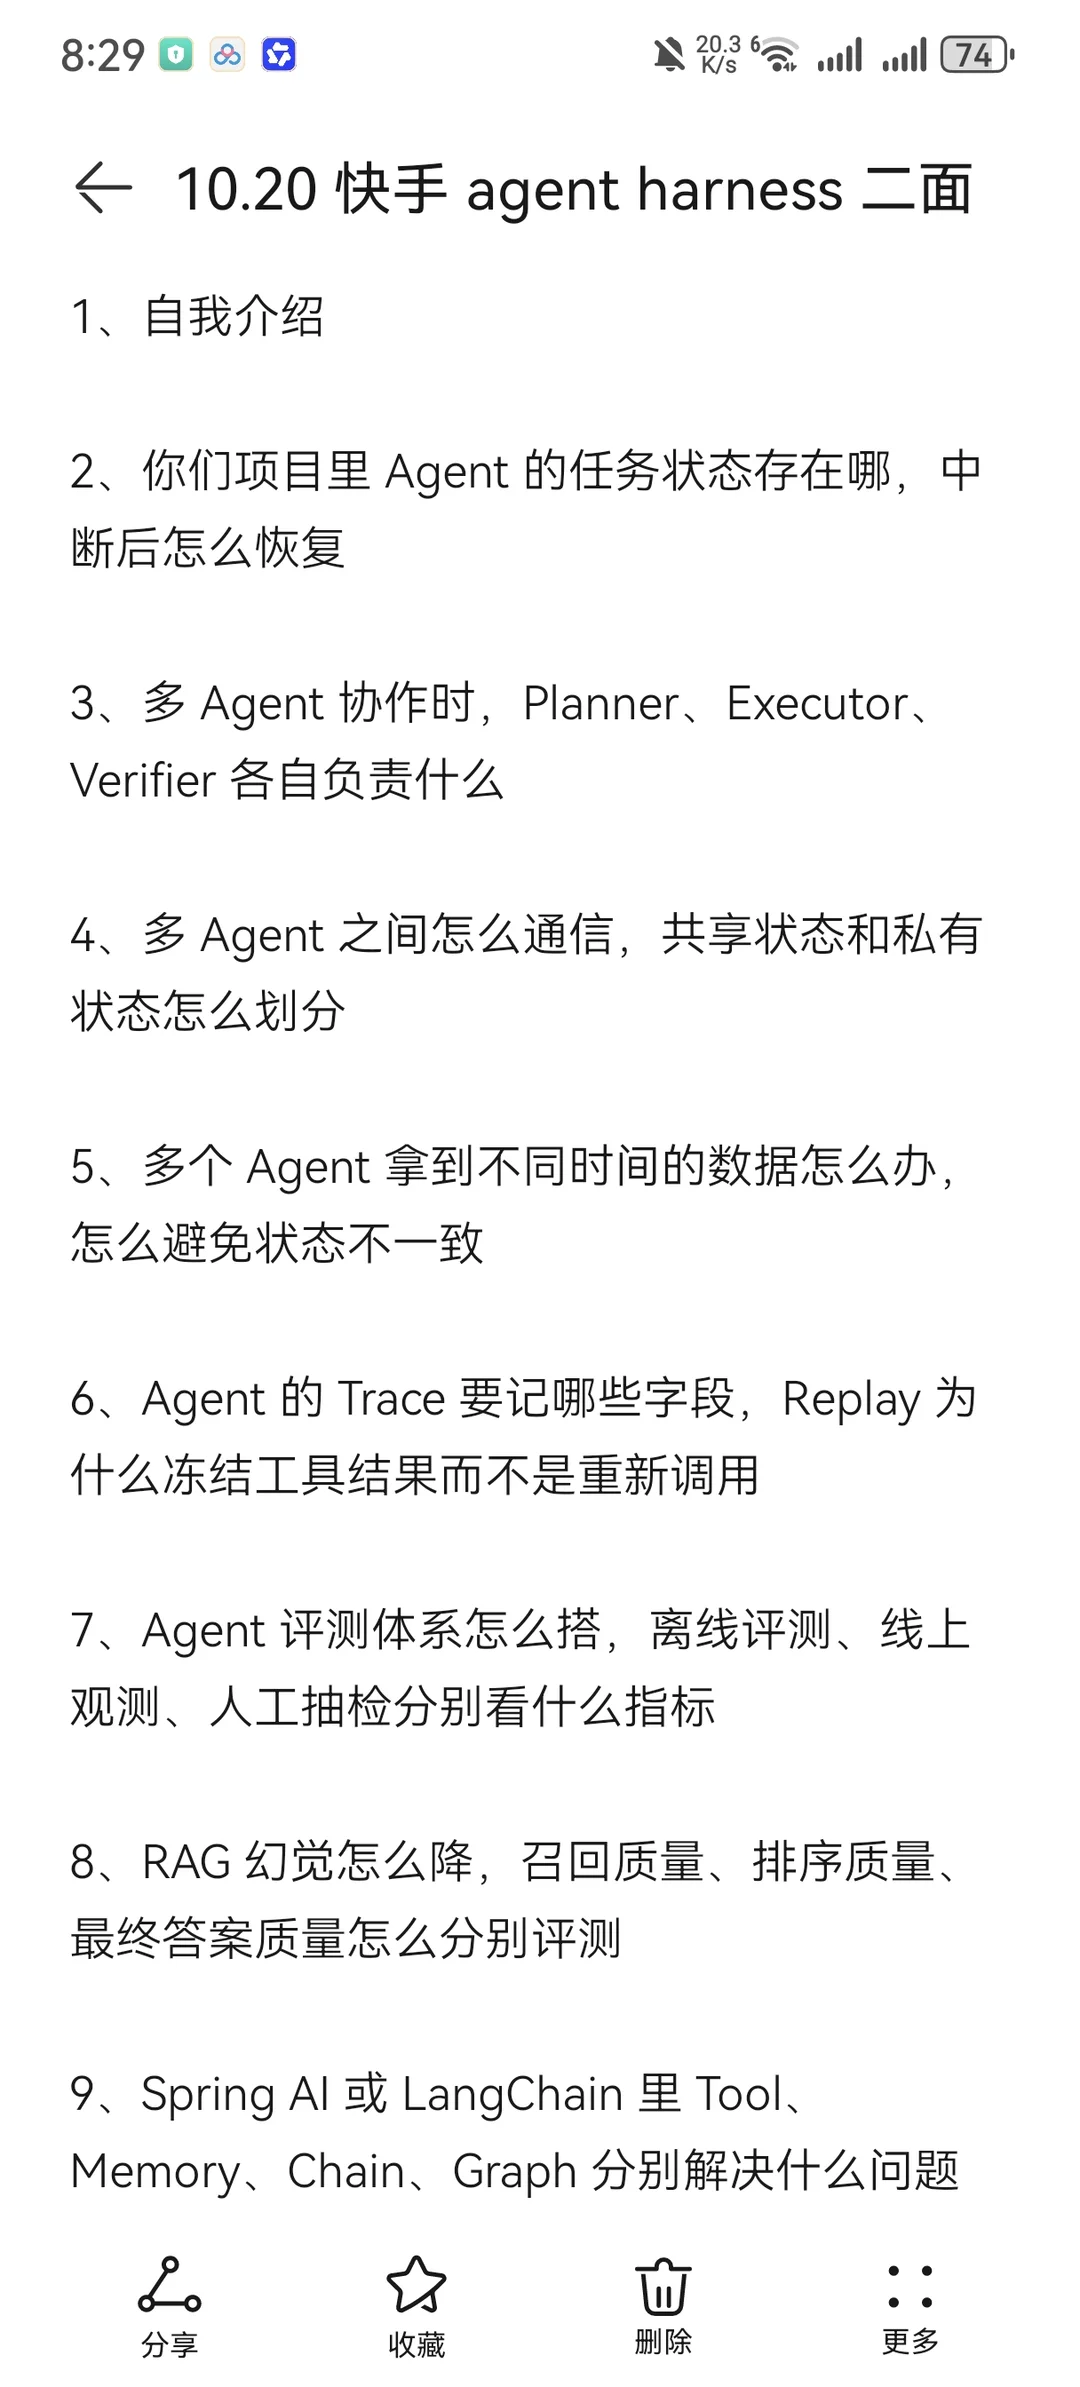 8:29
20.3 K/s
6
74
10.20 快手 agent harness 二面
1、自我介绍
2、你们项目里 Agent 的任务状态存在哪，中
断后怎么恢复
3、多 Agent 协作时，Planner、Executor、
Verifier 各自负责什么
4、多 Agent 之间怎么通信，共享状态和私有
状态怎么划分
5、多个 Agent 拿到不同时间的数据怎么办，
怎么避免状态不一致
6、Agent 的 Trace 要记哪些字段，Replay 为
什么冻结工具结果而不是重新调用
7、Agent 评测体系怎么搭，离线评测、线上
观测、人工抽检分别看什么指标
8、RAG 幻觉怎么降，召回质量、排序质量、
最终答案质量怎么分别评测
9、Spring AI 或 LangChain 里 Tool、
Memory、Chain、Graph 分别解决什么问题
分享
收藏
删除
更多